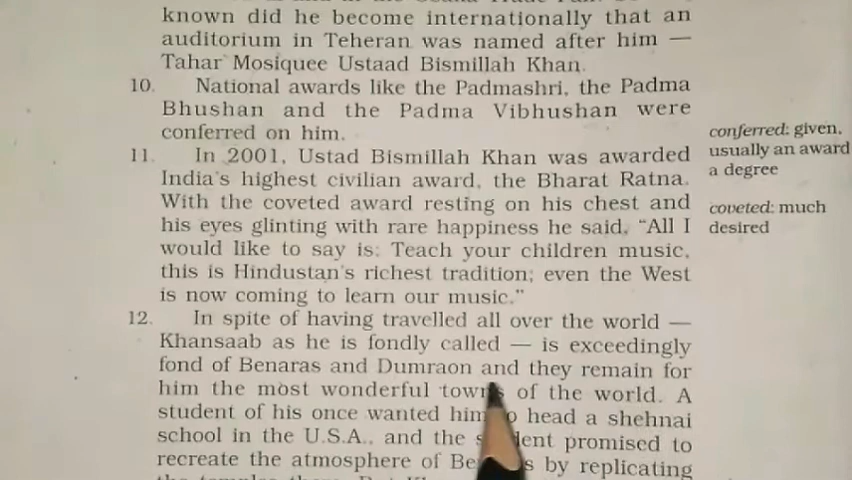 known did he become internationally that an
auditorium in Teheran was named after him —
Tahar Mosiquee Ustaad Bismillah Khan.
10. National awards like the Padmashri, the Padma
Bhushan and the Padma Vibhushan were
conferred on him.
conferred: given,
usually an award
a degree
11. In 2001, Ustad Bismillah Khan was awarded
India's highest civilian award, the Bharat Ratna.
With the coveted award resting on his chest and
his eyes glinting with rare happiness he said, "All I
would like to say is: Teach your children music,
this is Hindustan's richest tradition; even the West
is now coming to learn our music."
coveted: much
desired
12. In spite of having travelled all over the world —
Khansaab as he is fondly called — is exceedingly
fond of Benaras and Dumraon and they remain for
him the most wonderful towns of the world. A
student of his once wanted him to head a shehnai
school in the U.S.A., and the student promised to
recreate the atmosphere of by replicating